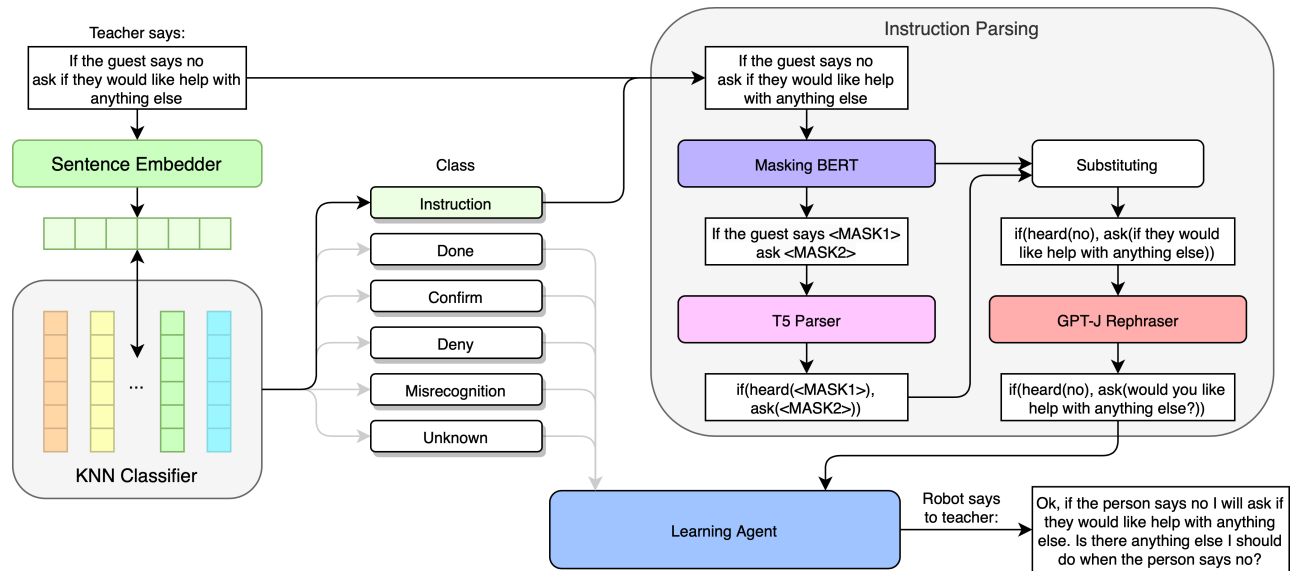 Teacher says:
If the guest says no
ask if they would like help with
anything else
Sentence Embedder
...
KNN Classifier
Class
Instruction
Done
Confirm
Deny
Misrecognition
Unknown
Instruction Parsing
If the guest says no
ask if they would like help
with anything else
Masking BERT
If the guest says <MASK1>
ask <MASK2>
T5 Parser
if(heard(<MASK1>),
ask(<MASK2>))
Substituting
if(heard(no), ask(if they would
like help with anything else))
GPT-J Rephraser
if(heard(no), ask(would you like
help with anything else?))
Learning Agent
Robot says
to teacher:
Ok, if the person says no I will ask if
they would like help with anything
else. Is there anything else I should
do when the person says no?